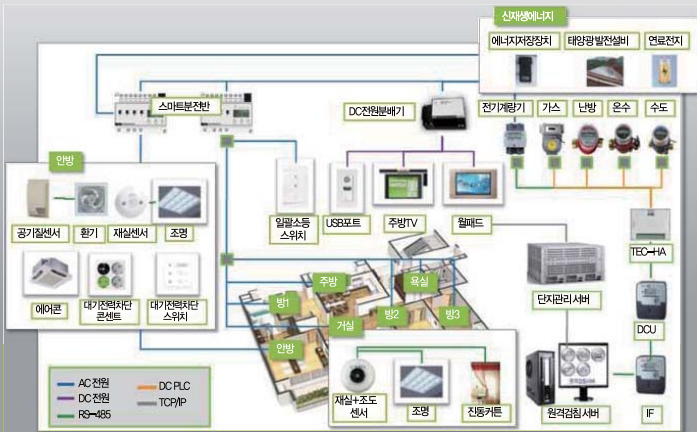 신재생에너지
에너지저장장치
태양광 발전설비
연료전지
스마트분전반
DC전원분배기
전기계량기
가스
난방
온수
수도
안방
공기질센서
환기
재실센서
조명
에어콘
대기전력차단
콘센트
대기전력차단
스위치
일괄소등
스위치
USB포트
주방TV
월패드
TEC-HA
단지관리 서버
DCU
원격검침 서버
IF
주방
욕실
방1
방2
방3
거실
안방
재실+조도
센서
조명
진동커튼
AC 전원
DC 전원
RS-485
DC PLC
TCP/IP